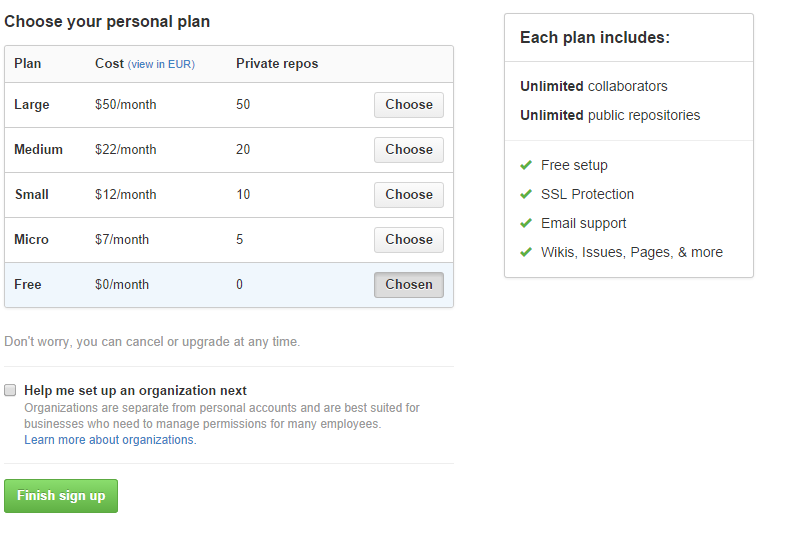 Choose your personal plan
Plan Cost (view in EUR) Private repos
Large $50/month 50 Choose
Medium $22/month 20 Choose
Small $12/month 10 Choose
Micro $7/month 5 Choose
Free $0/month 0 Chosen
Don't worry, you can cancel or upgrade at any time.
Help me set up an organization next
Organizations are separate from personal accounts and are best suited for
businesses who need to manage permissions for many employees.
Learn more about organizations.
Finish sign up
Each plan includes:
Unlimited collaborators
Unlimited public repositories
Free setup
SSL Protection
Email support
Wikis, Issues, Pages, & more